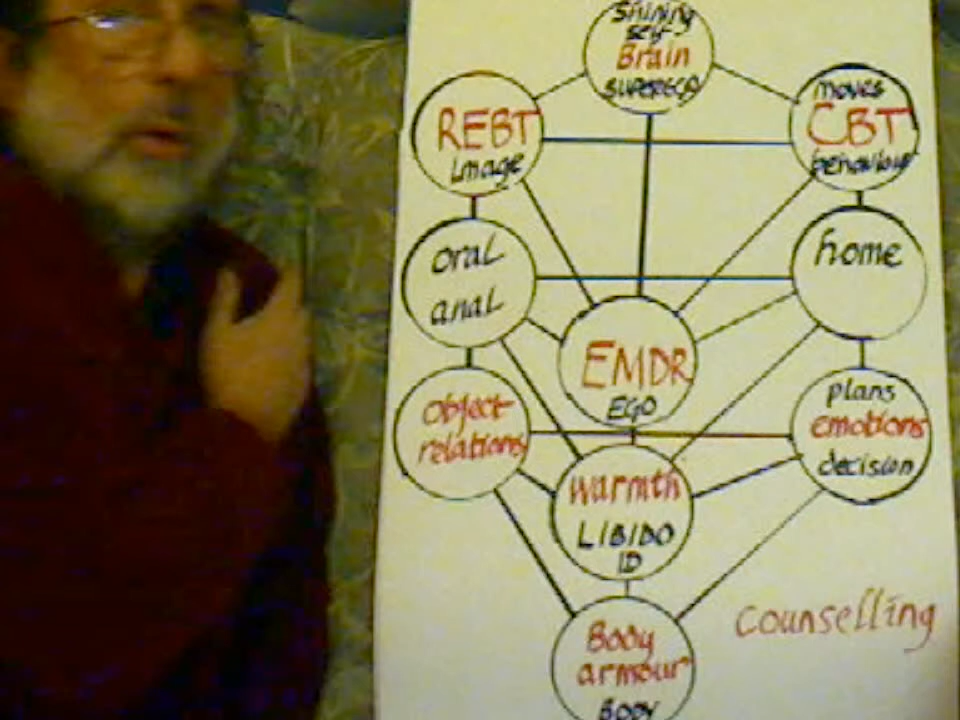 Shining
self
Brain
SUPEREGO
REBT
image
moves
CBT
behaviour
oral
anal
home
EMDR
EGO
object-
relations
plans
emotions
decision
warmth
LIBIDO
ID
Body
armour
BODY
counselling